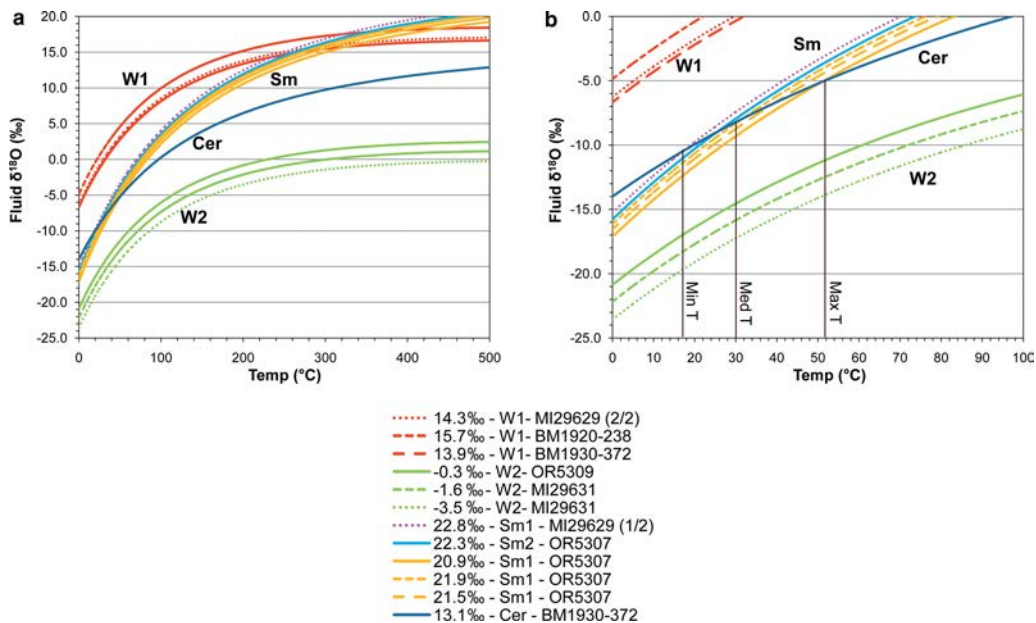 a
20.0
15.0
10.0
5.0
0.0
-5.0
-10.0
-15.0
-20.0
-25.0
Fluid δ¹⁸O (‰)
W1
Sm
Cer
W2
0
100
200
300
400
500
Temp (°C)
b
0.0
-5.0
-10.0
-15.0
-20.0
-25.0
Fluid δ¹⁸O (‰)
W1
Sm
Cer
W2
Min T
Med T
Max T
0
10
20
30
40
50
60
70
80
90
100
Temp (°C)
14.3‰ - W1- MI29629 (2/2)
15.7‰ - W1- BM1920-238
13.9‰ - W1- BM1930-372
-0.3 ‰ - W2- OR5309
-1.6 ‰ - W2- MI29631
-3.5 ‰ - W2- MI29631
22.8‰ - Sm1 - MI29629 (1/2)
22.3‰ - Sm2 - OR5307
20.9‰ - Sm1 - OR5307
21.9‰ - Sm1 - OR5307
21.5‰ - Sm1 - OR5307
13.1‰ - Cer - BM1930-372